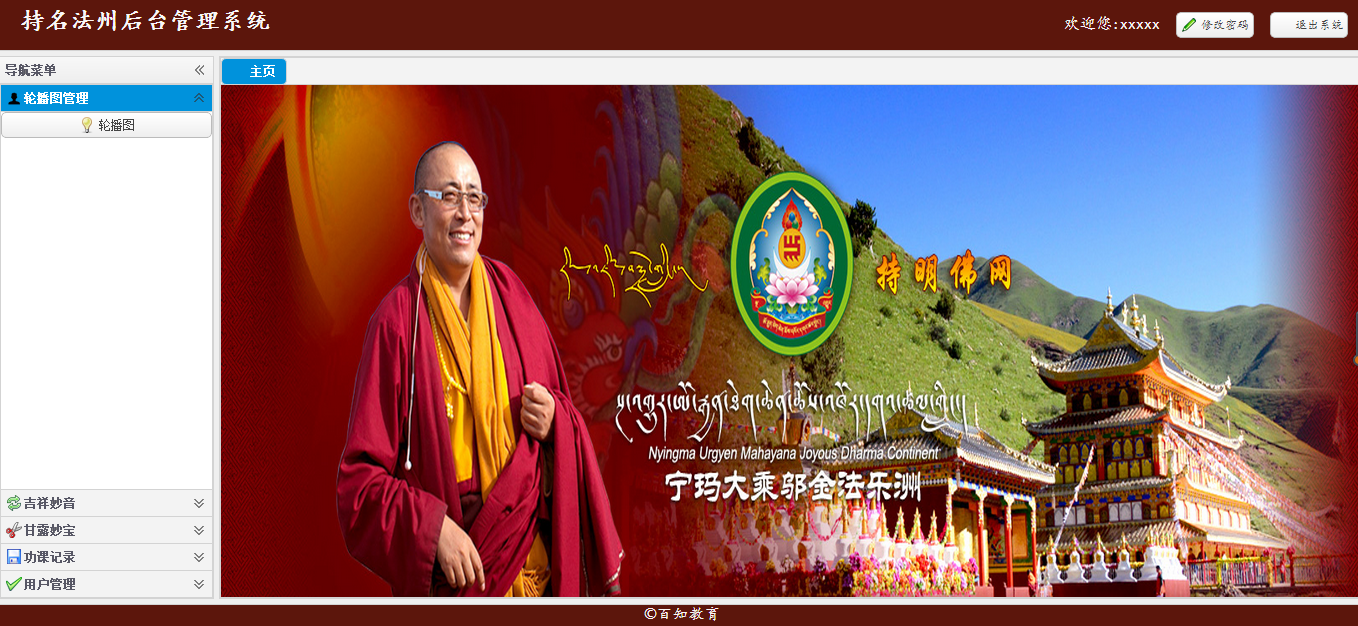 持名法州后台管理系统
欢迎您:xxxxx
修改密码
退出系统
导航菜单
主页
轮播图管理
轮播图
持明佛网
Nyingma Urgyen Mahayana Joyous Dharma Continent
宁玛大乘邬金法乐洲
吉祥妙音
甘露妙宝
功课记录
用户管理
©百知教育